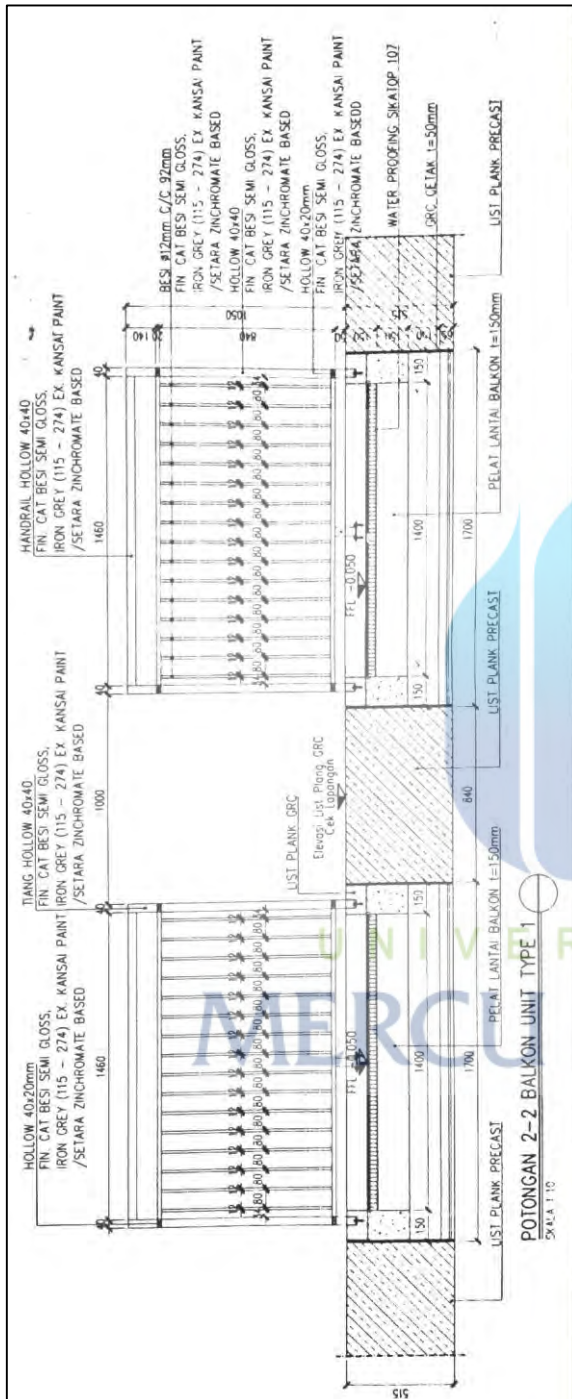 HOLLOW 40x20mm
FIN. CAT BESI SEMI GLOSS,
IRON GREY (115 - 274) EX. KANSAI PAINT
/SETARA ZINCHROMATE BASED
TIANG HOLLOW 40x40
FIN. CAT BESI SEMI GLOSS,
IRON GREY (115 - 274) EX. KANSAI PAINT
/SETARA ZINCHROMATE BASED
HANDRAIL HOLLOW 40x40
FIN. CAT BESI SEMI GLOSS,
IRON GREY (115 - 274) EX. KANSAI PAINT
/SETARA ZINCHROMATE BASED
40 1460 40 1000 40 1460 40
BESI Ø12mm C/C 92mm
FIN CAT BESI SEMI GLOSS,
IRON GREY (115 - 274) EX KANSAI PAINT
/SETARA ZINCHROMATE BASED
HOLLOW 40x40
FIN CAT BESI SEMI GLOSS,
IRON GREY (115 - 274) EX KANSAI PAINT
/SETARA ZINCHROMATE BASED
HOLLOW 40x20mm
FIN CAT BESI SEMI GLOSS,
IRON GREY (115 - 274) EX KANSAI PAINT
/SETARA ZINCHROMATE BASEDD
WATER PROOFING SIKATOP 107
GRC CETAK t=50mm
LIST PLANK PRECAST
140
840
1050
LIST PLANK GRC
Elevasi List Plang GRC
Cek Lapangan
FFL -0.050
FFL -0.050
515
150 1400 150
150 1400 150
1700 840 1700
LIST PLANK PRECAST
PELAT LANTAI BALKON t=150mm
LIST PLANK PRECAST
PELAT LANTAI BALKON t=150mm
POTONGAN 2-2 BALKON UNIT TYPE 1
SKALA 1:10
UNIVER
MERCU